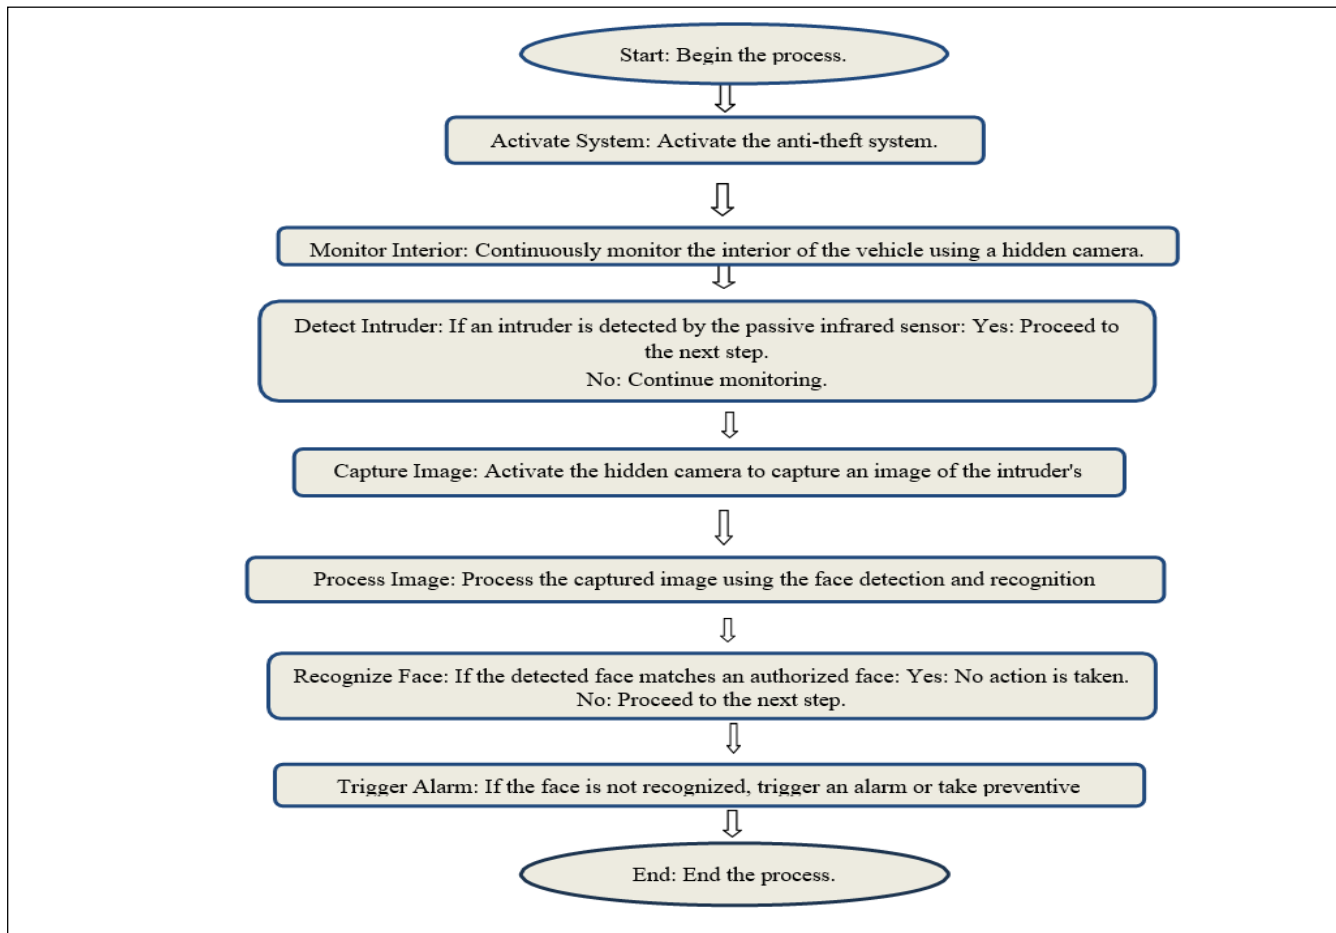 Start: Begin the process.
Activate System: Activate the anti-theft system.
Monitor Interior: Continuously monitor the interior of the vehicle using a hidden camera.
Detect Intruder: If an intruder is detected by the passive infrared sensor: Yes: Proceed to
the next step.
No: Continue monitoring.
Capture Image: Activate the hidden camera to capture an image of the intruder's
Process Image: Process the captured image using the face detection and recognition
Recognize Face: If the detected face matches an authorized face: Yes: No action is taken.
No: Proceed to the next step.
Trigger Alarm: If the face is not recognized, trigger an alarm or take preventive
End: End the process.